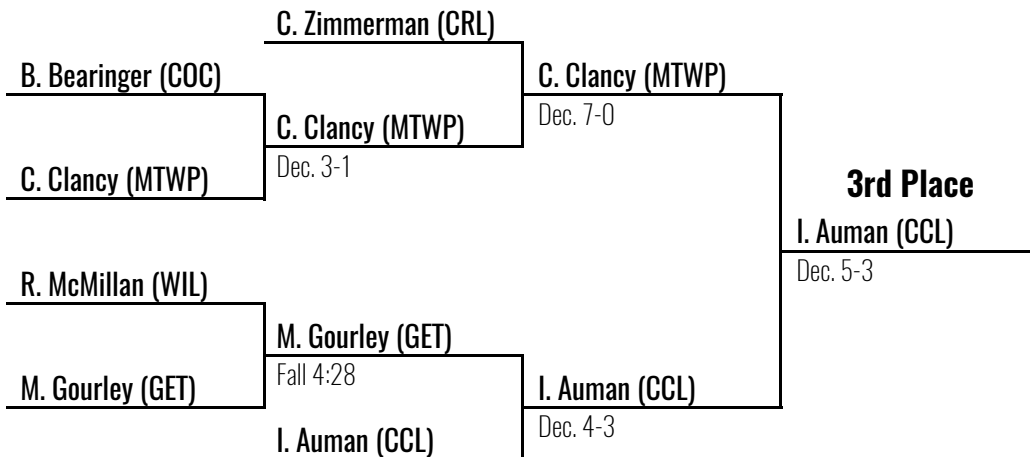 C. Zimmerman (CRL)
B. Bearinger (COC)
C. Clancy (MTWP)
Dec. 7-0
C. Clancy (MTWP)
Dec. 3-1
C. Clancy (MTWP)
3rd Place
I. Auman (CCL)
Dec. 5-3
R. McMillan (WIL)
M. Gourley (GET)
Fall 4:28
M. Gourley (GET)
I. Auman (CCL)
Dec. 4-3
I. Auman (CCL)